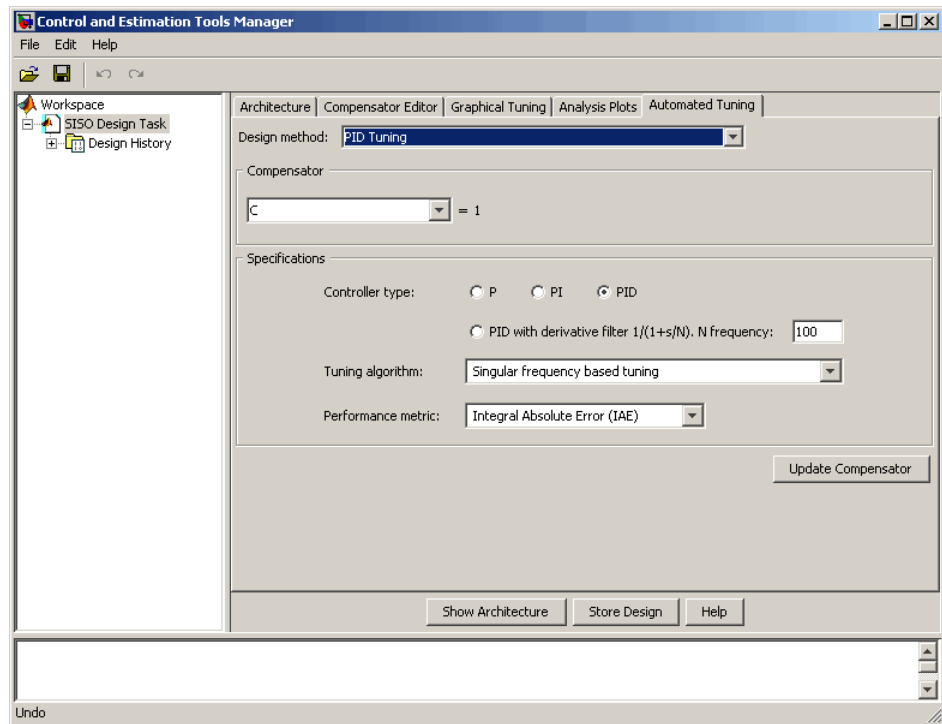 Control and Estimation Tools Manager
File Edit Help
Workspace
SISO Design Task
Design History
Architecture Compensator Editor Graphical Tuning Analysis Plots Automated Tuning
Design method: PID Tuning
Compensator
C = 1
Specifications
Controller type: P PI PID
PID with derivative filter 1/(1+s/N). N frequency: 100
Tuning algorithm: Singular frequency based tuning
Performance metric: Integral Absolute Error (IAE)
Update Compensator
Show Architecture Store Design Help
Undo